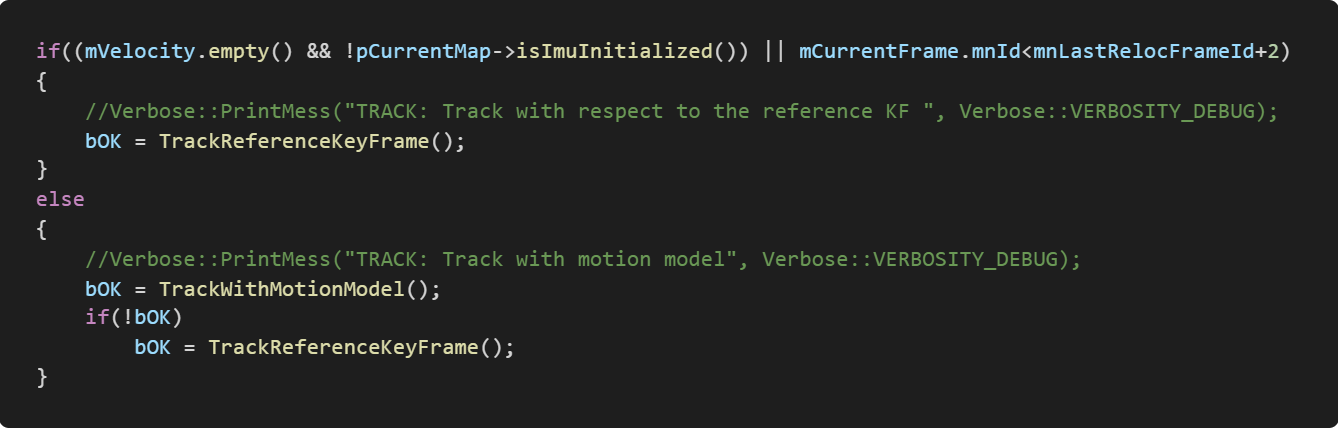 if((mVelocity.empty() && !pCurrentMap->isImuInitialized()) || mCurrentFrame.mnId<mnLastRelocFrameId+2)
{
    //Verbose::PrintMess("TRACK: Track with respect to the reference KF ", Verbose::VERBOSITY_DEBUG);
    bOK = TrackReferenceKeyFrame();
}
else
{
    //Verbose::PrintMess("TRACK: Track with motion model", Verbose::VERBOSITY_DEBUG);
    bOK = TrackWithMotionModel();
    if(!bOK)
        bOK = TrackReferenceKeyFrame();
}